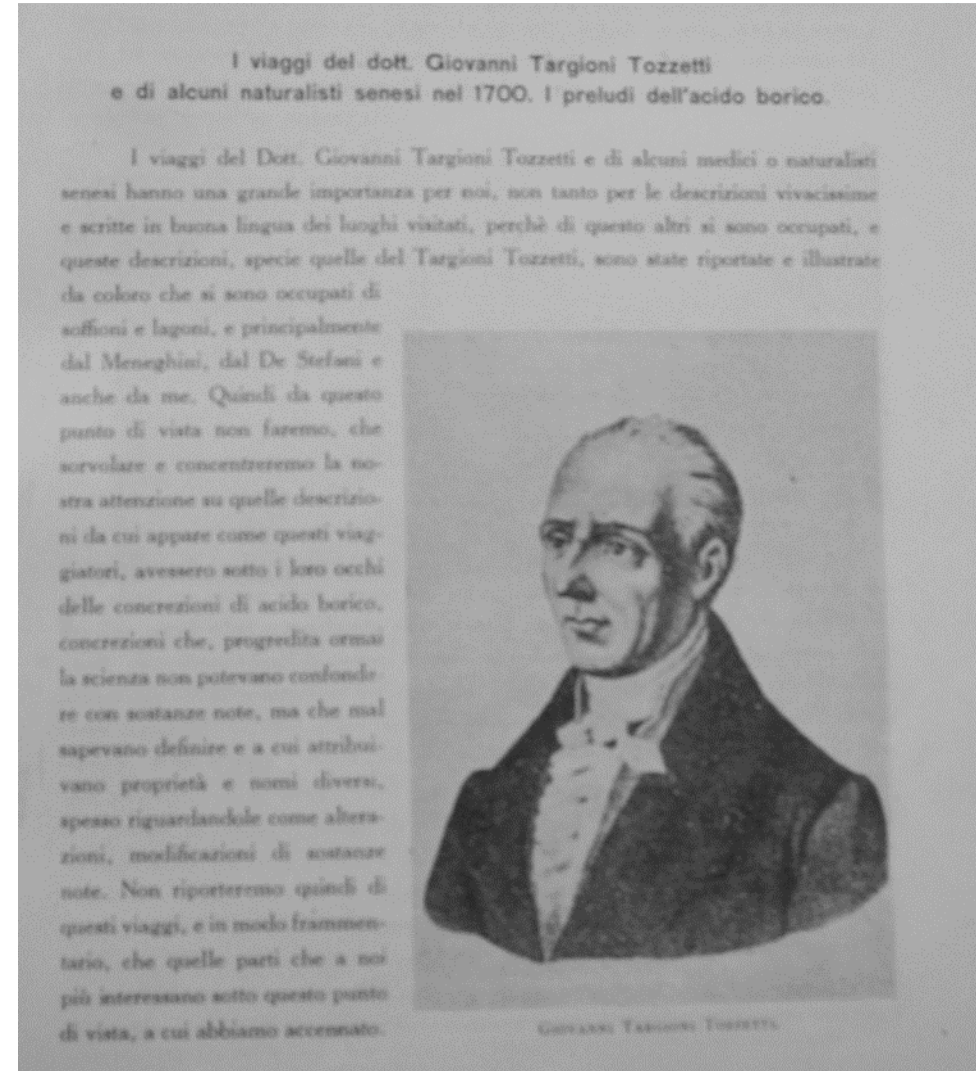 I viaggi del dott. Giovanni Targioni Tozzetti
e di alcuni naturalisti senesi nel 1700. I preludi dell'acido borico.
I viaggi del Dott. Giovanni Targioni Tozzetti e di alcuni medici o naturalisti
senesi hanno una grande importanza per noi, non tanto per le descrizioni vivacissime
e scritte in buona lingua dei luoghi visitati, perchè di questo altri si sono occupati, e
queste descrizioni, specie quelle del Targioni Tozzetti, sono state riportate e illustrate
da coloro che si sono occupati di
soffioni e lagoni, e principalmente
dal Meneghini, dal De Stefani e
anche da me. Quindi da questo
punto di vista non faremo, che
sorvolare e concentreremo la no-
stra attenzione su quelle descrizio-
ni da cui appare come questi viag-
giatori, avessero sotto i loro occhi
delle concrezioni di acido borico,
concrezioni che, progredita ormai
la scienza non potevano confonde-
re con sostanze note, ma che mal
sapevano definire e a cui attribui-
vano proprietà e nomi diversi,
spesso riguardandole come altera-
zioni, modificazioni di sostanze
note. Non riporteremo quindi di
questi viaggi, e in modo frammen-
tario, che quelle parti che a noi
più interessano sotto questo punto
di vista, a cui abbiamo accennato.
GIOVANNI TARGIONI TOZZETTI.